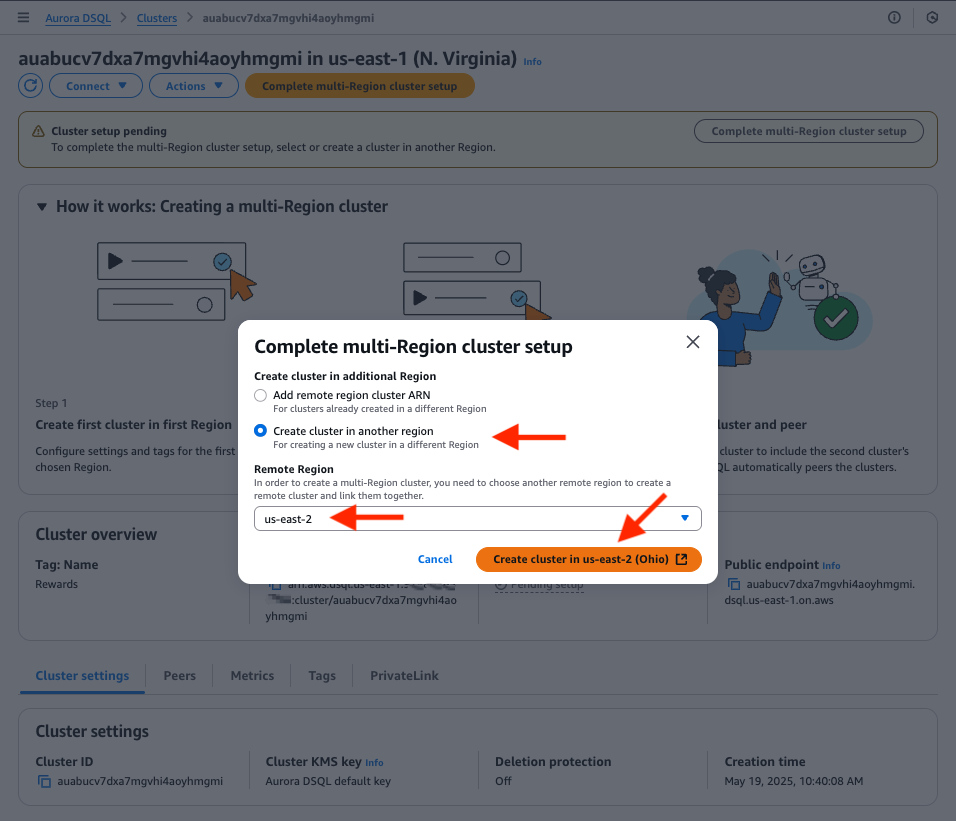 Aurora DSQL > Clusters > auabucv7dxa7mgvhi4aoyhmgmi
auabucv7dxa7mgvhi4aoyhmgmi in us-east-1 (N. Virginia) Info
Connect Actions Complete multi-Region cluster setup
Cluster setup pending
To complete the multi-Region cluster setup, select or create a cluster in another Region.
Complete multi-Region cluster setup
How it works: Creating a multi-Region cluster
Step 1
Create first cluster in first Region
Configure settings and tags for the first
chosen Region.
luster and peer
cluster to include the second cluster's
QL automatically peers the clusters.
Complete multi-Region cluster setup
Create cluster in additional Region
Add remote region cluster ARN
For clusters already created in a different Region
Create cluster in another region
For creating a new cluster in a different Region
Remote Region
In order to create a multi-Region cluster, you need to choose another remote region to create a
remote cluster and link them together.
us-east-2
Cancel Create cluster in us-east-2 (Ohio)
Cluster overview
Tag: Name
Rewards
arn:aws:dsql:us-east-1:
:cluster/auabucv7dxa7mgvhi4ao
yhmgmi
Pending setup
Public endpoint Info
auabucv7dxa7mgvhi4aoyhmgmi.
dsql.us-east-1.on.aws
Cluster settings Peers Metrics Tags PrivateLink
Cluster settings
Cluster ID
auabucv7dxa7mgvhi4aoyhmgmi
Cluster KMS key Info
Aurora DSQL default key
Deletion protection
Off
Creation time
May 19, 2025, 10:40:08 AM